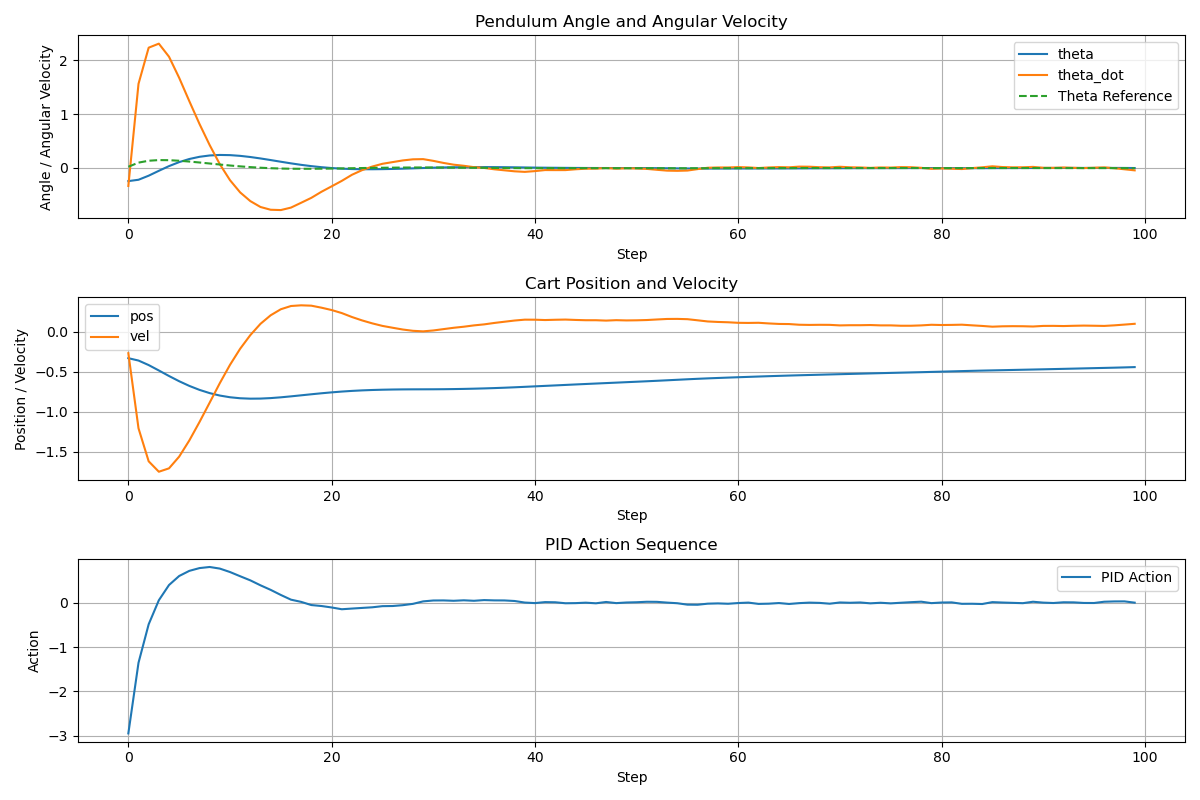 Pendulum Angle and Angular Velocity
Angle / Angular Velocity
2
1
0
theta
theta_dot
Theta Reference
0 20 40 60 80 100
Step
Cart Position and Velocity
Position / Velocity
0.0
−0.5
−1.0
−1.5
pos
vel
0 20 40 60 80 100
Step
PID Action Sequence
Action
0
−1
−2
−3
PID Action
0 20 40 60 80 100
Step